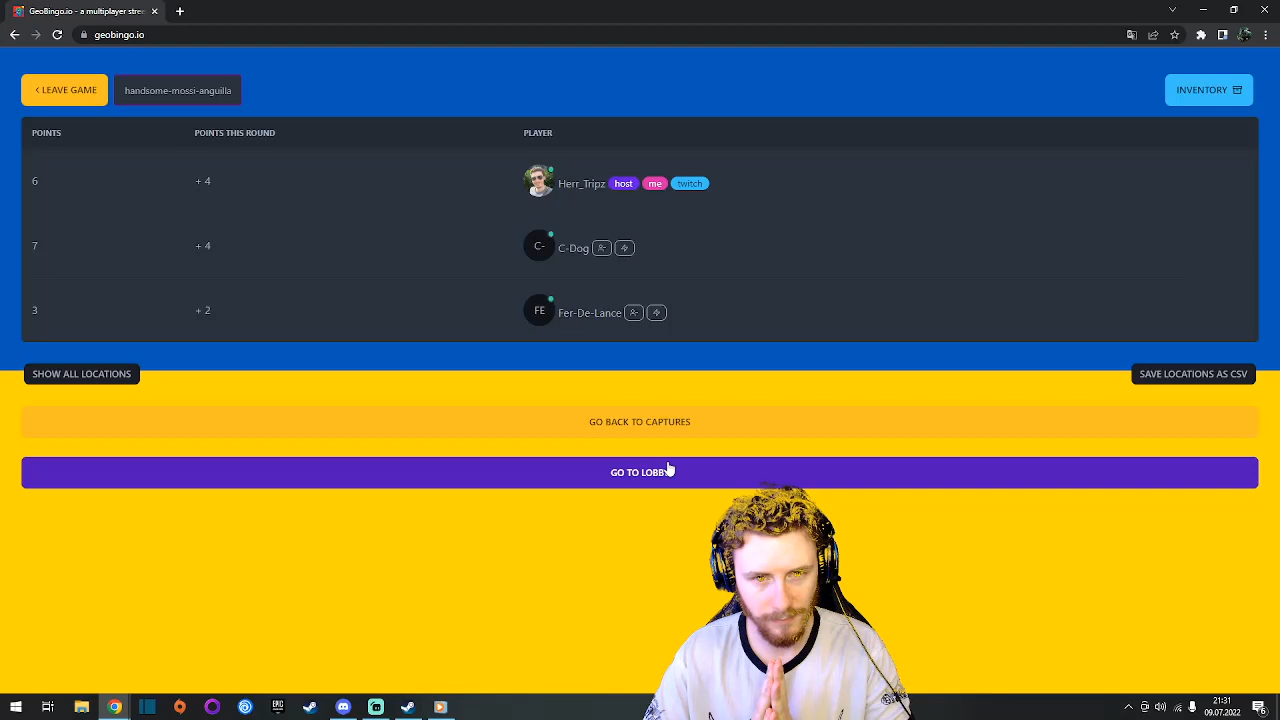 GeoBingo.io - a multiplayer stre
geobingo.io
LEAVE GAME
handsome-mossi-anguilla
INVENTORY
POINTS POINTS THIS ROUND PLAYER
6 + 4 Herr_Tripz host me twitch
7 + 4 C- C-Dog
3 + 2 FE Fer-De-Lance
SHOW ALL LOCATIONS SAVE LOCATIONS AS CSV
GO BACK TO CAPTURES
GO TO LOBBY
EPIC
21:31
09.07.2022